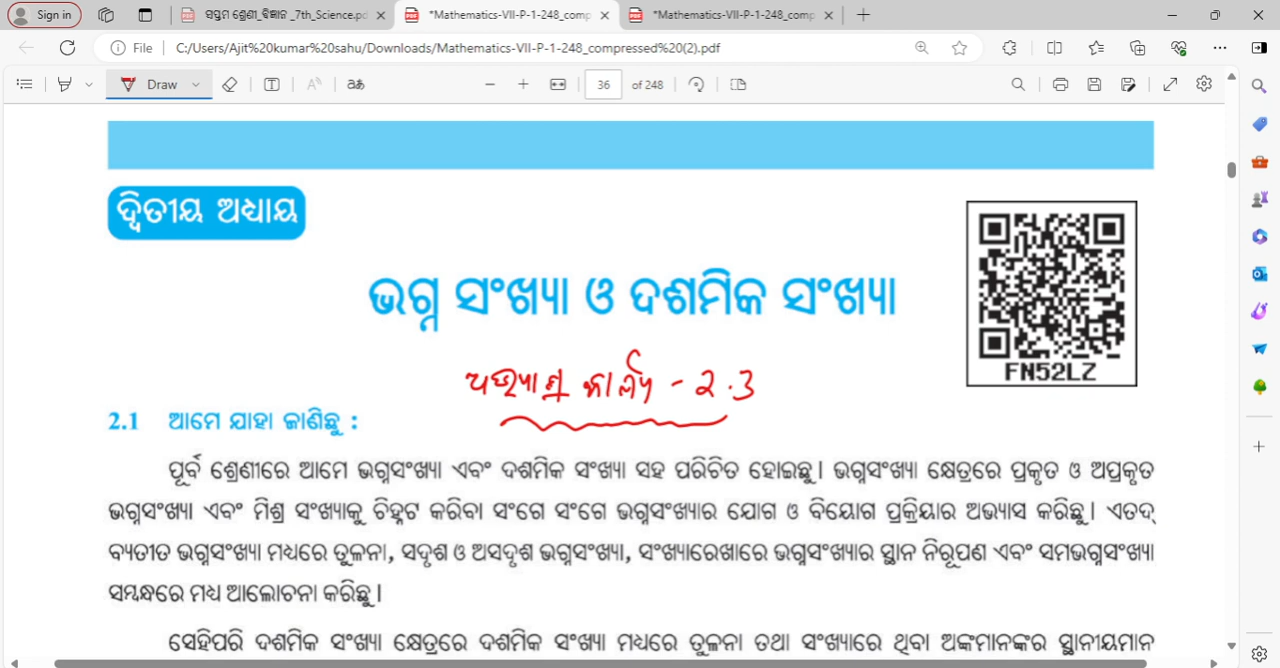 Sign in
ସପ୍ତମ ଶ୍ରେଣୀ_ବିଜ୍ଞାନ _7th_Science.pd
*Mathematics-VII-P-1-248_comp
*Mathematics-VII-P-1-248_comp
File
C:/Users/Ajit%20kumar%20sahu/Downloads/Mathematics-VII-P-1-248_compressed%20(2).pdf
Draw
36 of 248
ଦ୍ୱିତୀୟ ଅଧ୍ୟାୟ
ଭଗ୍ନ ସଂଖ୍ୟା ଓ ଦଶମିକ ସଂଖ୍ୟା
FN52LZ
ଅଭ୍ୟାସ କାର୍ଯ୍ୟ - 2.3
2.1 ଆମେ ଯାହା ଜାଣିଛୁ :
ପୂର୍ବ ଶ୍ରେଣୀରେ ଆମେ ଭଗ୍ନସଂଖ୍ୟା ଏବଂ ଦଶମିକ ସଂଖ୍ୟା ସହ ପରିଚିତ ହୋଇଛୁ। ଭଗ୍ନସଂଖ୍ୟା କ୍ଷେତ୍ରରେ ପ୍ରକୃତ ଓ ଅପ୍ରକୃତ
ଭଗ୍ନସଂଖ୍ୟା ଏବଂ ମିଶ୍ର ସଂଖ୍ୟାକୁ ଚିହ୍ନଟ କରିବା ସଂଗେ ସଂଗେ ଭଗ୍ନସଂଖ୍ୟାର ଯୋଗ ଓ ବିୟୋଗ ପ୍ରକ୍ରିୟାର ଅଭ୍ୟାସ କରିଛୁ। ଏତଦ୍
ବ୍ୟତୀତ ଭଗ୍ନସଂଖ୍ୟା ମଧ୍ୟରେ ତୁଳନା, ସଦୃଶ ଓ ଅସଦୃଶ ଭଗ୍ନସଂଖ୍ୟା, ସଂଖ୍ୟାରେଖାରେ ଭଗ୍ନସଂଖ୍ୟାର ସ୍ଥାନ ନିରୂପଣ ଏବଂ ସମଭଗ୍ନସଂଖ୍ୟା
ସମ୍ବନ୍ଧରେ ମଧ୍ୟ ଆଲୋଚନା କରିଛୁ।
ସେହିପରି ଦଶମିକ ସଂଖ୍ୟା କ୍ଷେତ୍ରରେ ଦଶମିକ ସଂଖ୍ୟା ମଧ୍ୟରେ ତୁଳନା ତଥା ସଂଖ୍ୟାରେ ଥିବା ଅଙ୍କମାନଙ୍କର ସ୍ଥାନୀୟମାନ